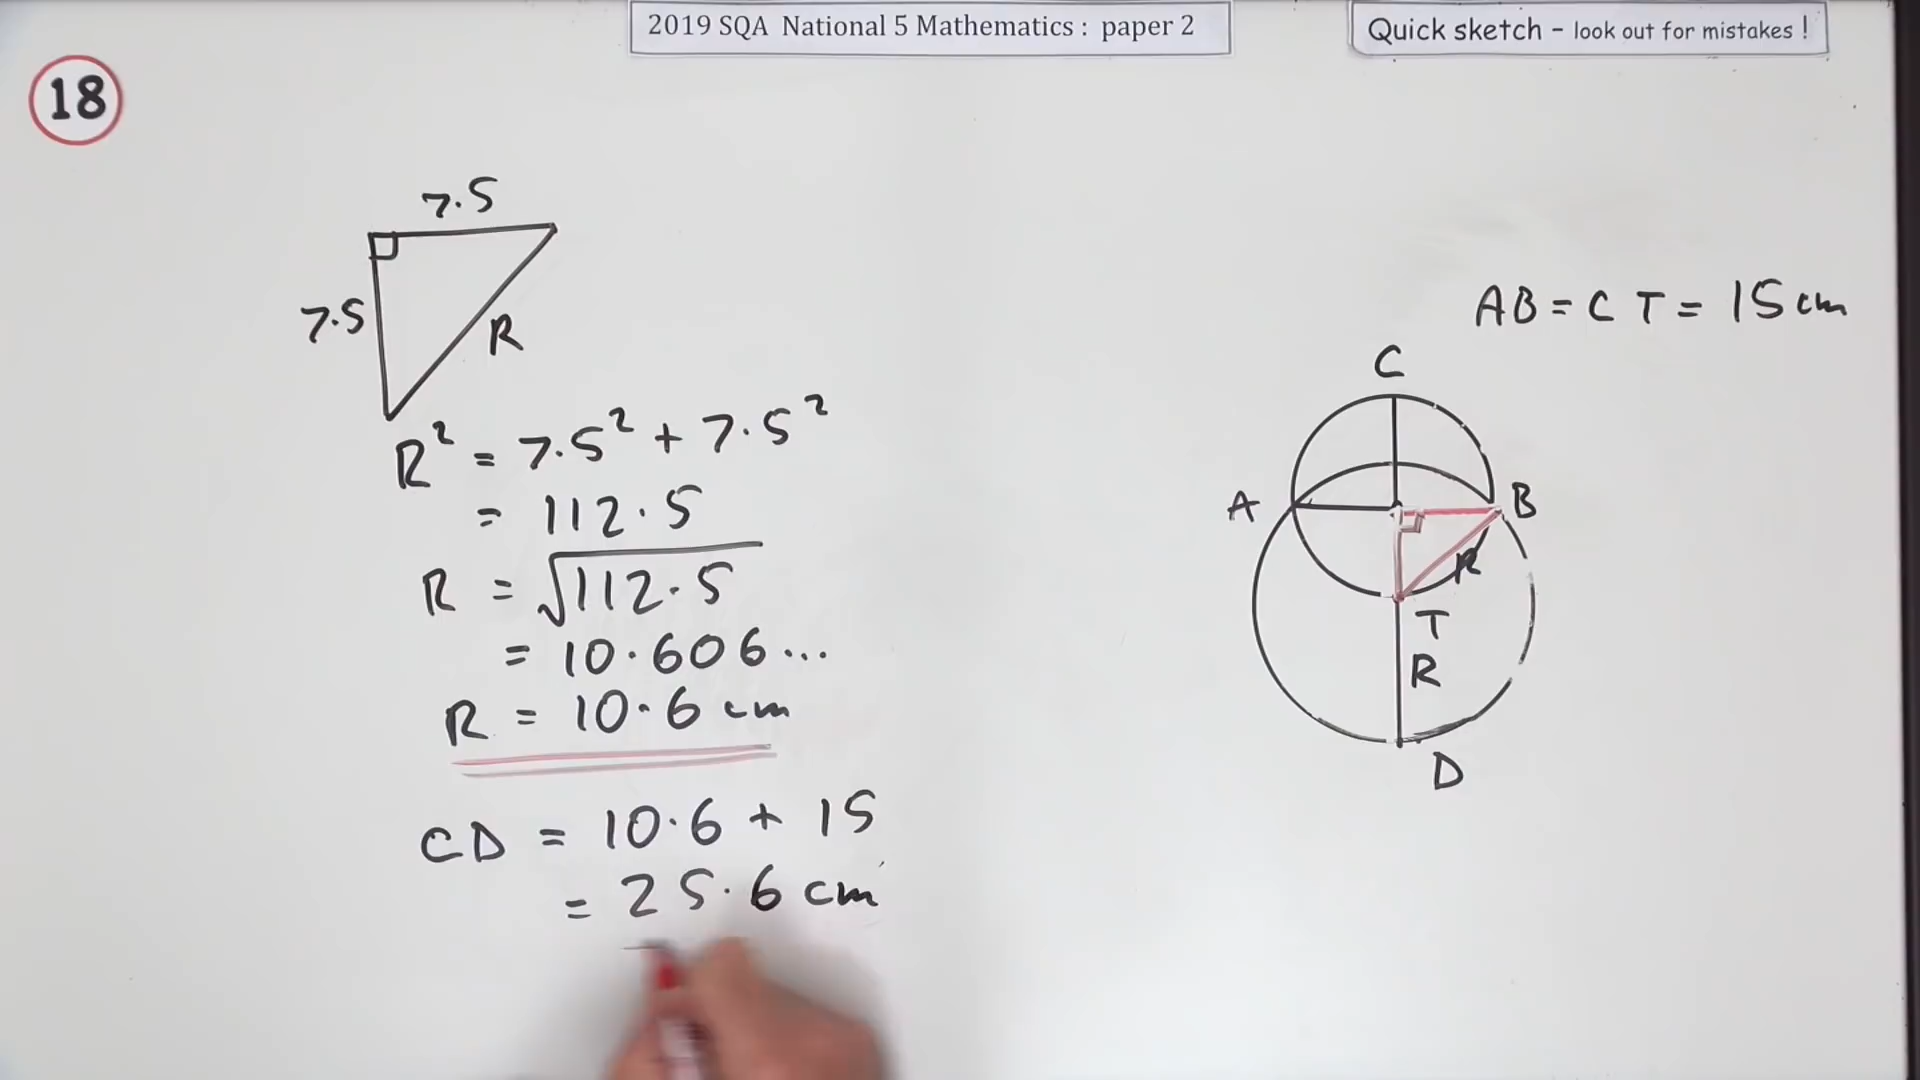 2019 SQA National 5 Mathematics : paper 2
Quick sketch – look out for mistakes !
18
7.5
7.5
R
R² = 7.5² + 7.5²
= 112.5
R = √112.5
= 10.606...
R = 10.6 cm
CD = 10.6 + 15
= 25.6 cm
AB = CT = 15 cm
C
A
B
R
T
R
D